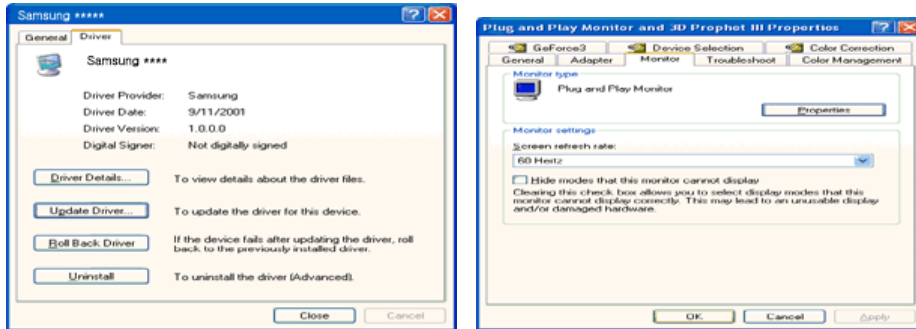 Samsung *****
General Driver
Samsung ****
Driver Provider: Samsung
Driver Date: 9/11/2001
Driver Version: 1.0.0.0
Digital Signer: Not digitally signed
Driver Details... To view details about the driver files.
Update Driver... To update the driver for this device.
Roll Back Driver If the device fails after updating the driver, roll
back to the previously installed driver.
Uninstall To uninstall the driver (Advanced).
Close Cancel
Plug and Play Monitor and 3D Prophet III Properties
GeForce3 Device Selection Color Correction
General Adapter Monitor Troubleshoot Color Management
Monitor type
Plug and Play Monitor
Properties
Monitor settings
Screen refresh rate:
60 Hertz
Hide modes that this monitor cannot display
Clearing this check box allows you to select display modes that this
monitor cannot display correctly. This may lead to an unusable display
and/or damaged hardware.
OK Cancel Apply